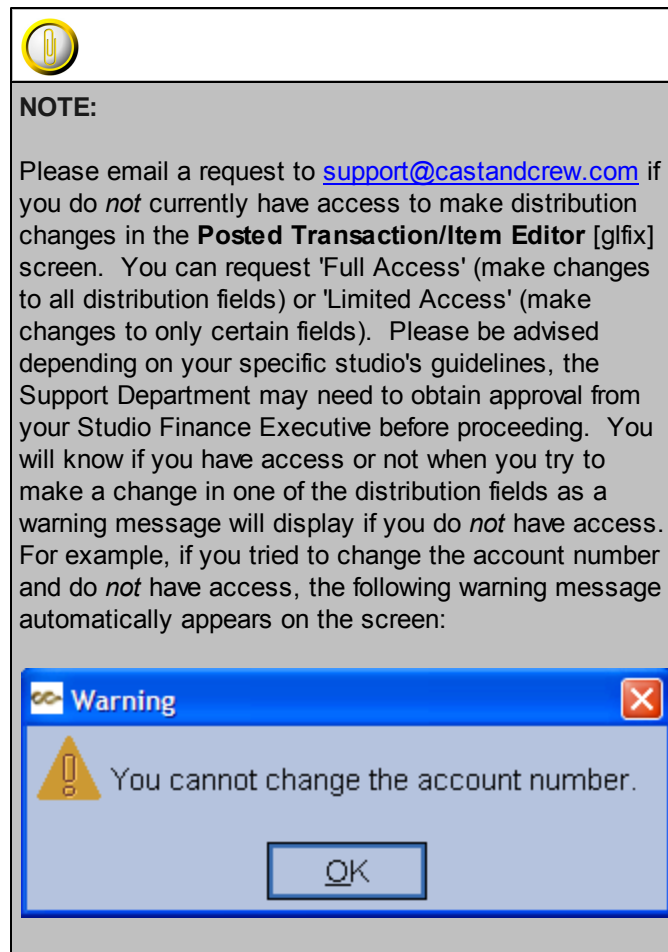 NOTE:
Please email a request to support@castandcrew.com if
you do not currently have access to make distribution
changes in the Posted Transaction/Item Editor [glfix]
screen. You can request 'Full Access' (make changes
to all distribution fields) or 'Limited Access' (make
changes to only certain fields). Please be advised
depending on your specific studio's guidelines, the
Support Department may need to obtain approval from
your Studio Finance Executive before proceeding. You
will know if you have access or not when you try to
make a change in one of the distribution fields as a
warning message will display if you do not have access.
For example, if you tried to change the account number
and do not have access, the following warning message
automatically appears on the screen:
Warning
You cannot change the account number.
OK